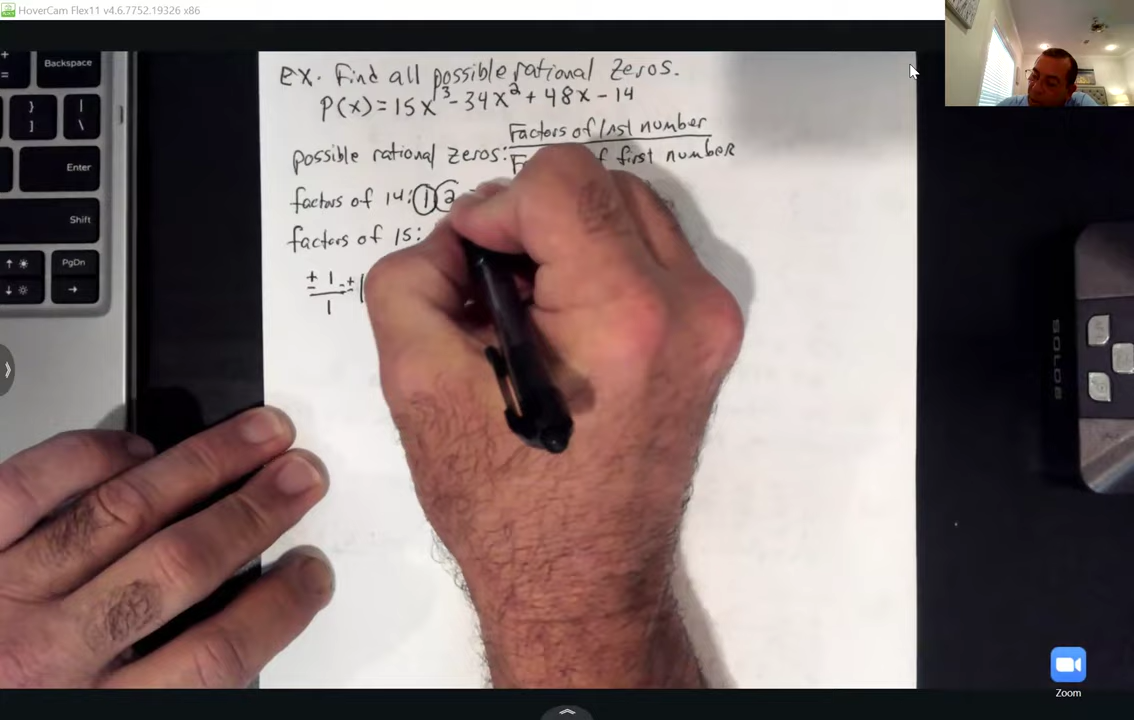 HoverCam Flex11 v4.6.7752.19326 x86
Backspace
+
=
}
]
|
\
Enter
Shift
PgDn
ex. Find all possible rational zeros.
P(x) = 15x³ - 34x² + 48x - 14
Factors of last number
possible rational zeros: first number
factors of 14: 1 2
factors of 15:
± 1 ±
1
SOLO8
Zoom